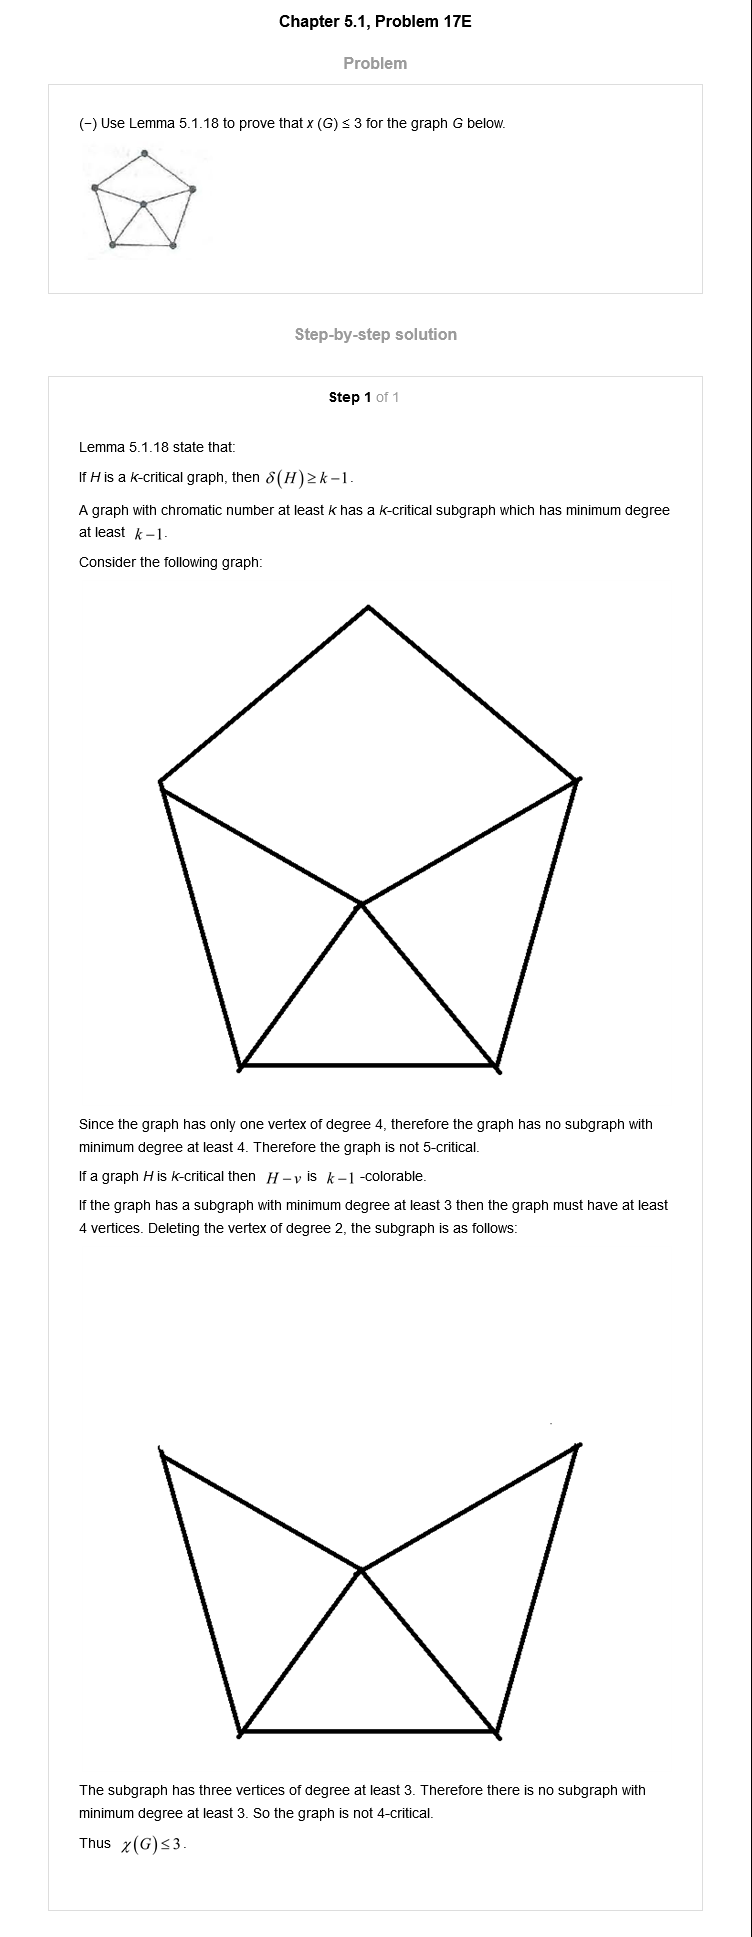 Chapter 5.1, Problem 17E
Problem
(−) Use Lemma 5.1.18 to prove that x (G) ≤ 3 for the graph G below.
Step-by-step solution
Step 1 of 1
Lemma 5.1.18 state that:
If H is a k-critical graph, then δ(H)≥k−1.
A graph with chromatic number at least k has a k-critical subgraph which has minimum degree
at least k−1.
Consider the following graph:
Since the graph has only one vertex of degree 4, therefore the graph has no subgraph with
minimum degree at least 4. Therefore the graph is not 5-critical.
If a graph H is k-critical then H−v is k−1 -colorable.
If the graph has a subgraph with minimum degree at least 3 then the graph must have at least
4 vertices. Deleting the vertex of degree 2, the subgraph is as follows:
The subgraph has three vertices of degree at least 3. Therefore there is no subgraph with
minimum degree at least 3. So the graph is not 4-critical.
Thus χ(G)≤3.